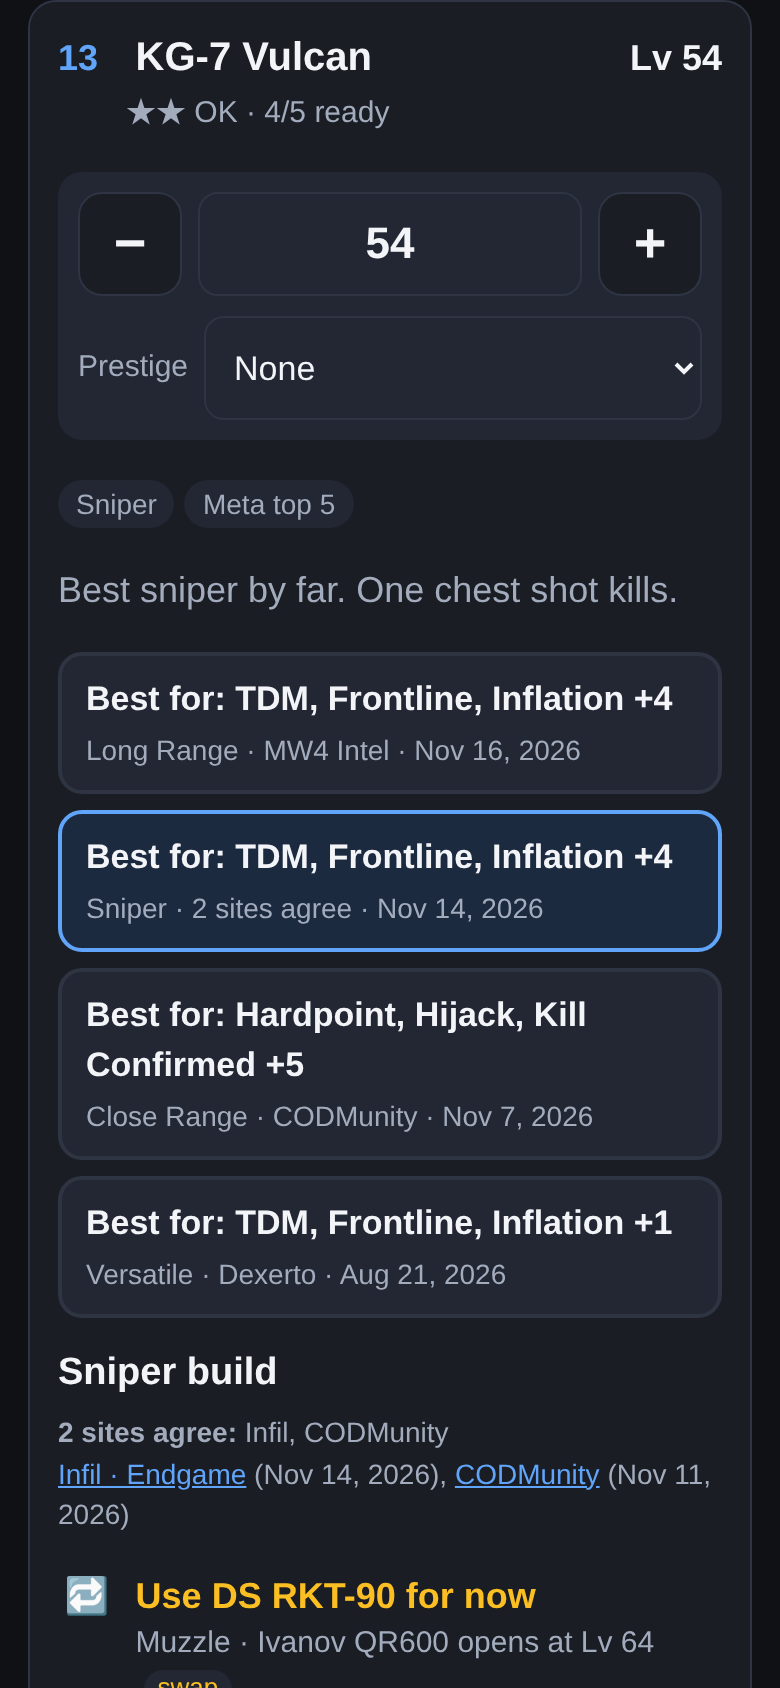 13 KG-7 Vulcan Lv 54
★★ OK · 4/5 ready
− 54 +
Prestige None
Sniper Meta top 5
Best sniper by far. One chest shot kills.
Best for: TDM, Frontline, Inflation +4
Long Range · MW4 Intel · Nov 16, 2026
Best for: TDM, Frontline, Inflation +4
Sniper · 2 sites agree · Nov 14, 2026
Best for: Hardpoint, Hijack, Kill
Confirmed +5
Close Range · CODMunity · Nov 7, 2026
Best for: TDM, Frontline, Inflation +1
Versatile · Dexerto · Aug 21, 2026
Sniper build
2 sites agree: Infil, CODMunity
Infil · Endgame (Nov 14, 2026), CODMunity (Nov 11,
2026)
Use DS RKT-90 for now
Muzzle · Ivanov QR600 opens at Lv 64
swap